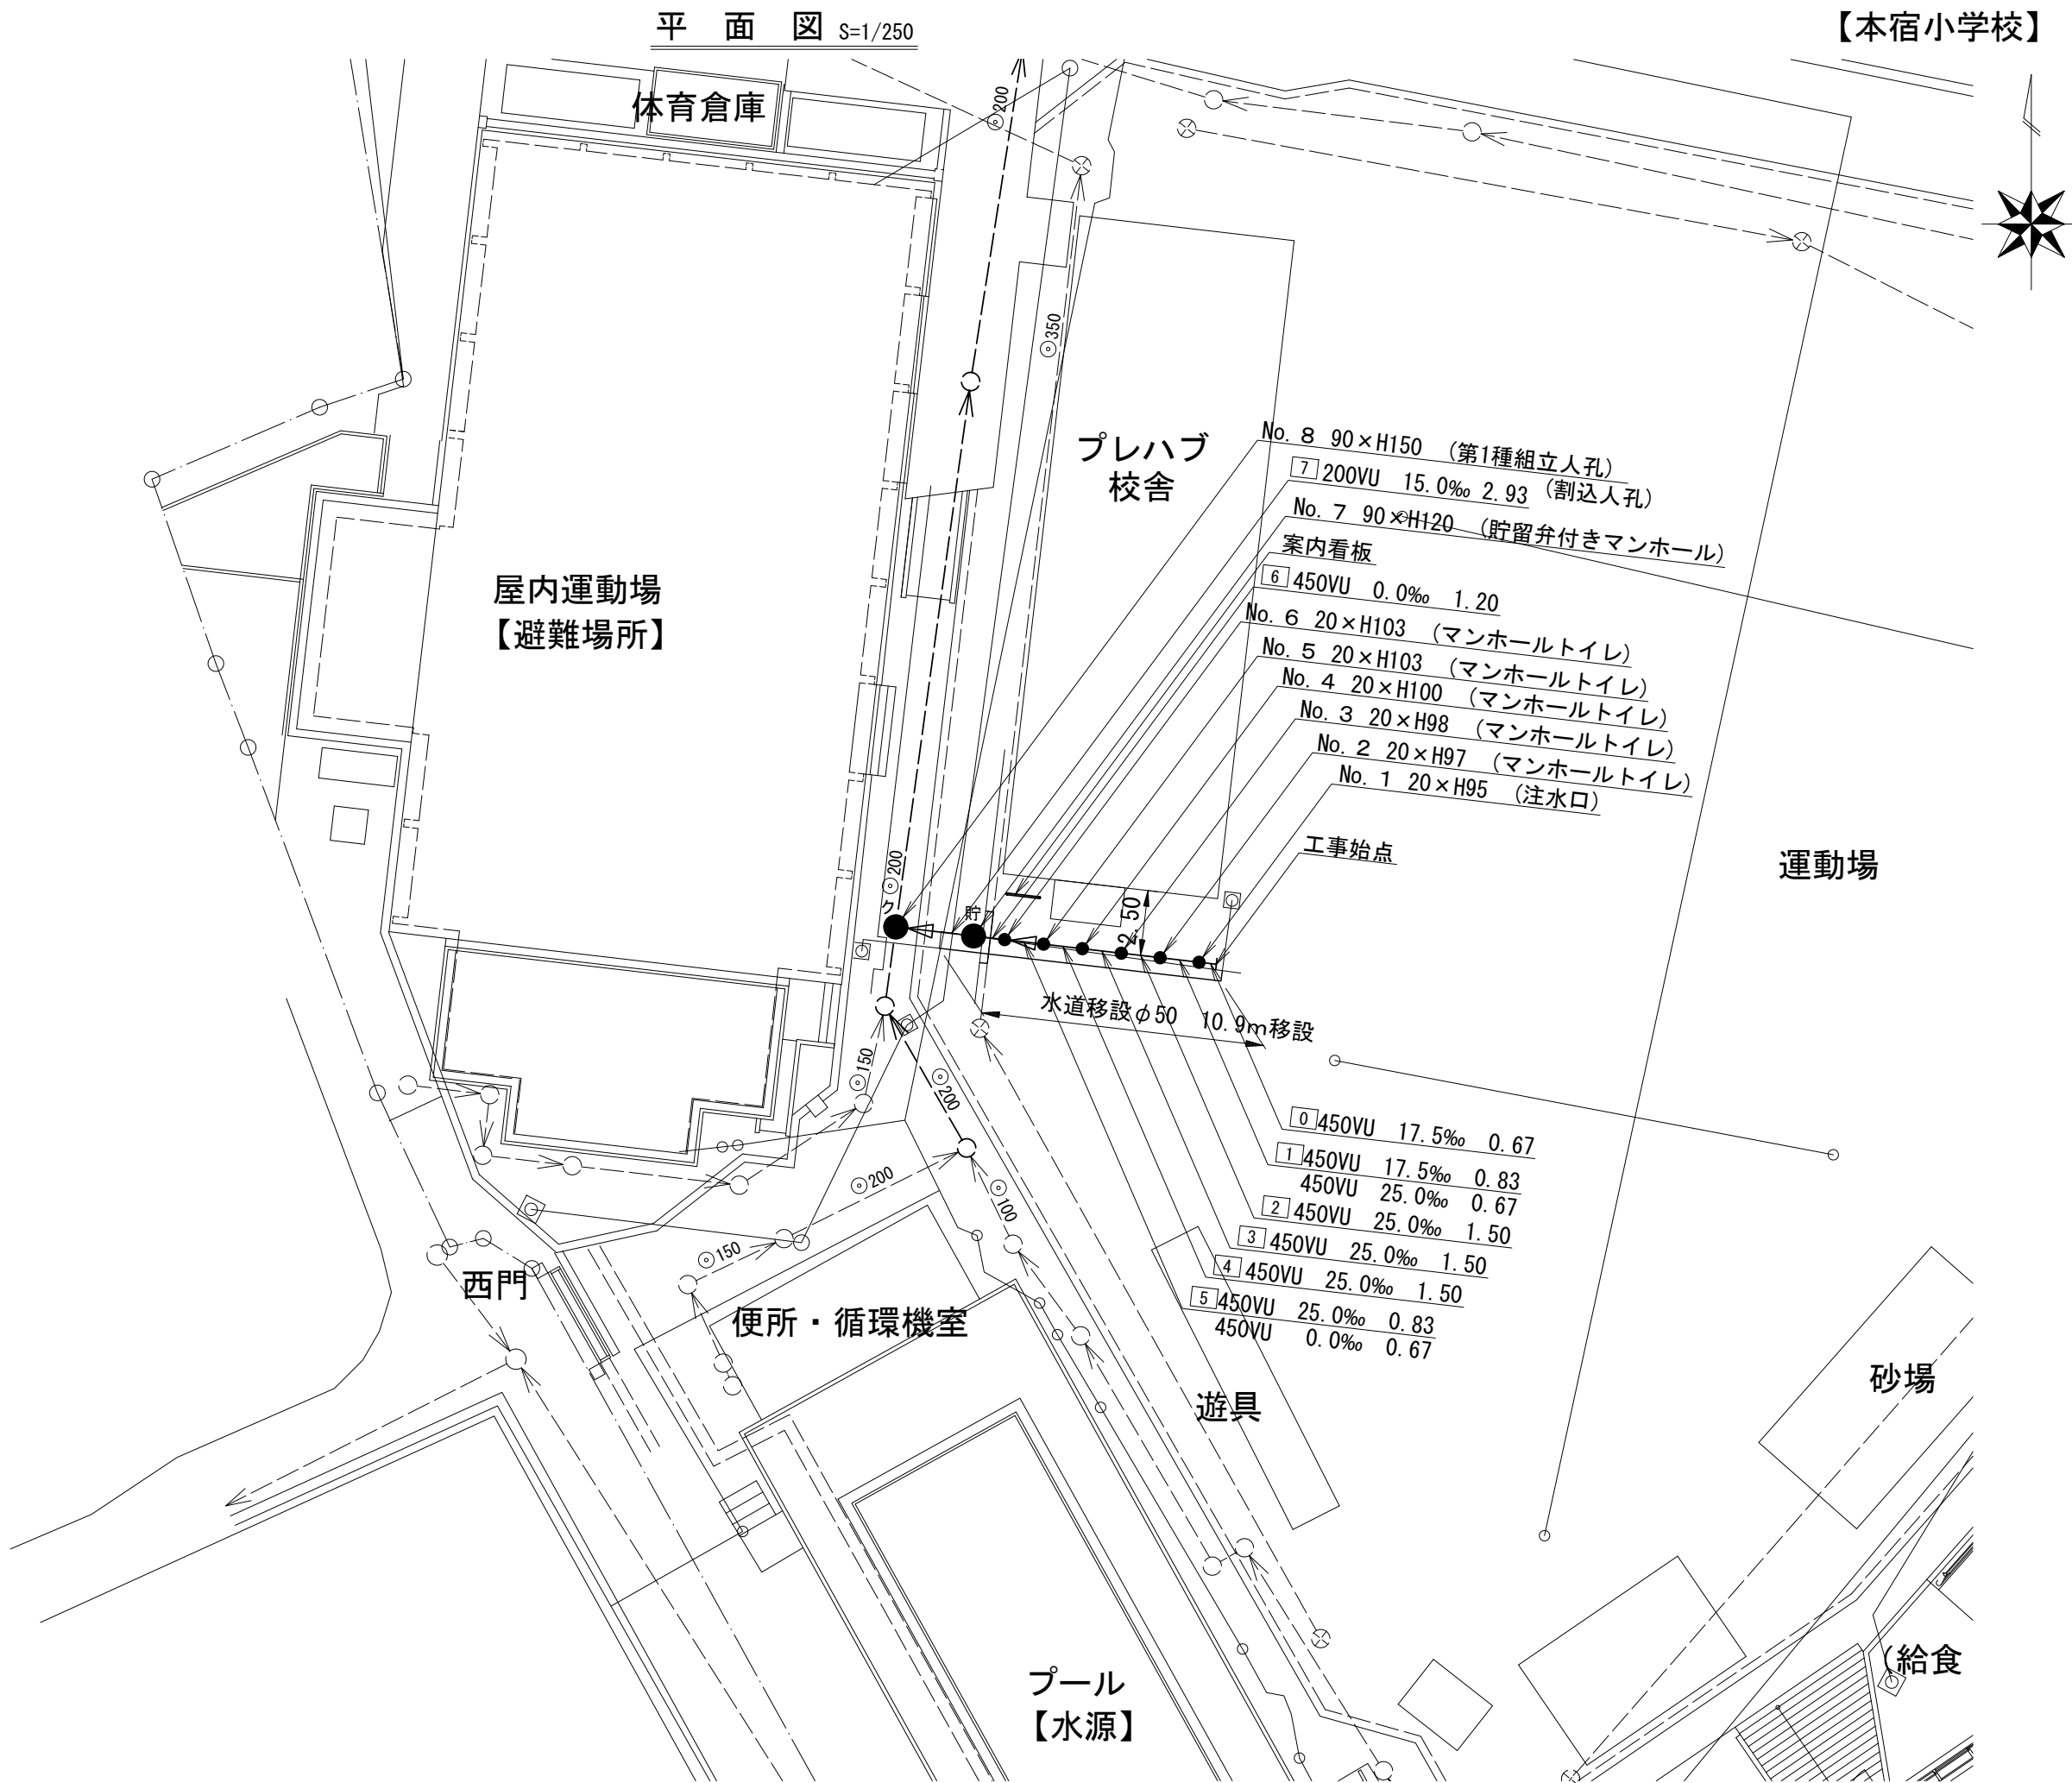 平 面 図 S=1/250
【本宿小学校】
体育倉庫
200
350
プレハブ
校舎
屋内運動場
【避難場所】
No. 8 90×H150 (第1種組立人孔)
7 200VU 15.0‰ 2.93 (割込人孔)
No. 7 90×H120 (貯留弁付きマンホール)
案内看板
6 450VU 0.0‰ 1.20
No. 6 20×H103 (マンホールトイレ)
No. 5 20×H103 (マンホールトイレ)
No. 4 20×H100 (マンホールトイレ)
No. 3 20×H98 (マンホールトイレ)
No. 2 20×H97 (マンホールトイレ)
No. 1 20×H95 (注水口)
工事始点
運動場
200
ク
貯
2.50
水道移設φ50 10.9m移設
150
200
0 450VU 17.5‰ 0.67
1 450VU 17.5‰ 0.83
450VU 25.0‰ 0.67
2 450VU 25.0‰ 1.50
3 450VU 25.0‰ 1.50
4 450VU 25.0‰ 1.50
5 450VU 25.0‰ 0.83
450VU 0.0‰ 0.67
200
100
150
西門
便所・循環機室
遊具
砂場
プール
【水源】
(給食